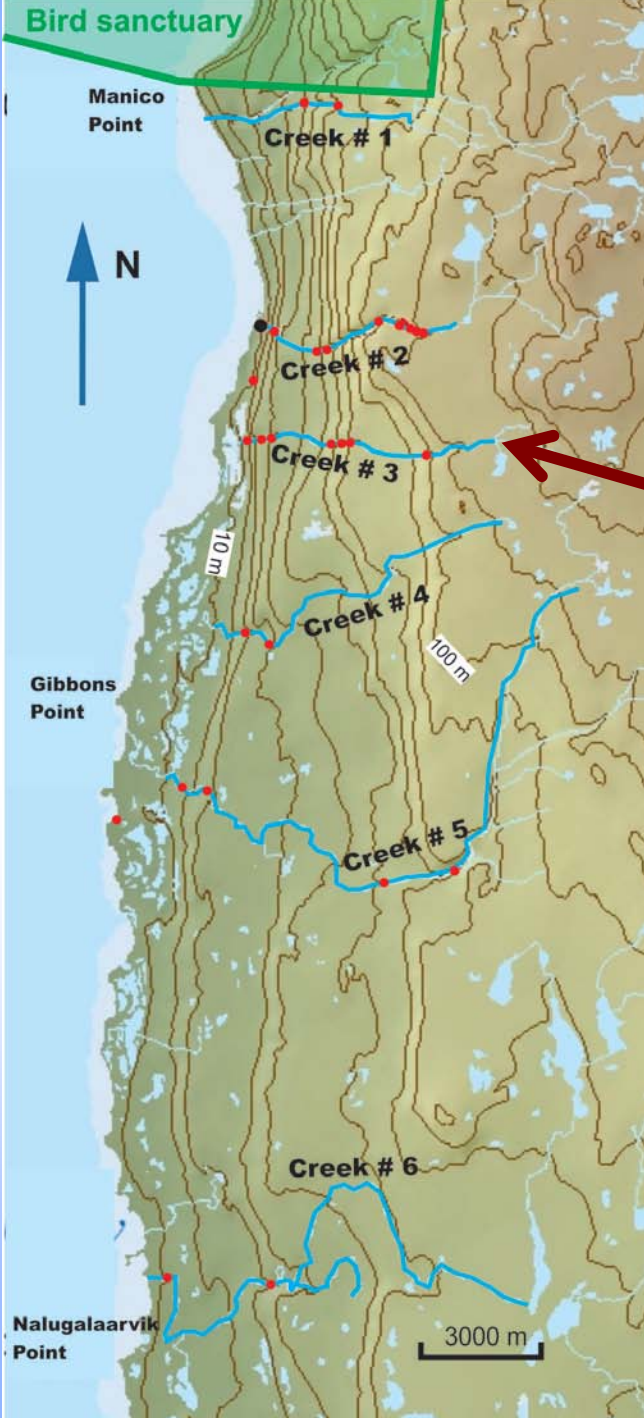 Bird sanctuary
Manico
Point
Creek # 1
N
Creek # 2
Creek # 3
10 m
Creek # 4
100 m
Gibbons
Point
Creek # 5
Creek # 6
Nalugalaarvik
Point
3000 m